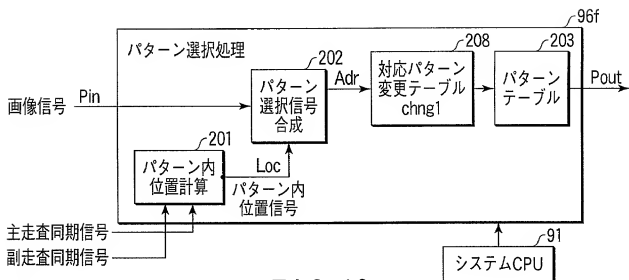 96f
パターン選択処理
202
208
203
画像信号
Pin
パターン
選択信号
合成
Adr
対応パターン
変更テーブル
chng1
パターン
テーブル
Pout
201
パターン内
位置計算
Loc
パターン内
位置信号
主走査同期信号
副走査同期信号
91
システムCPU